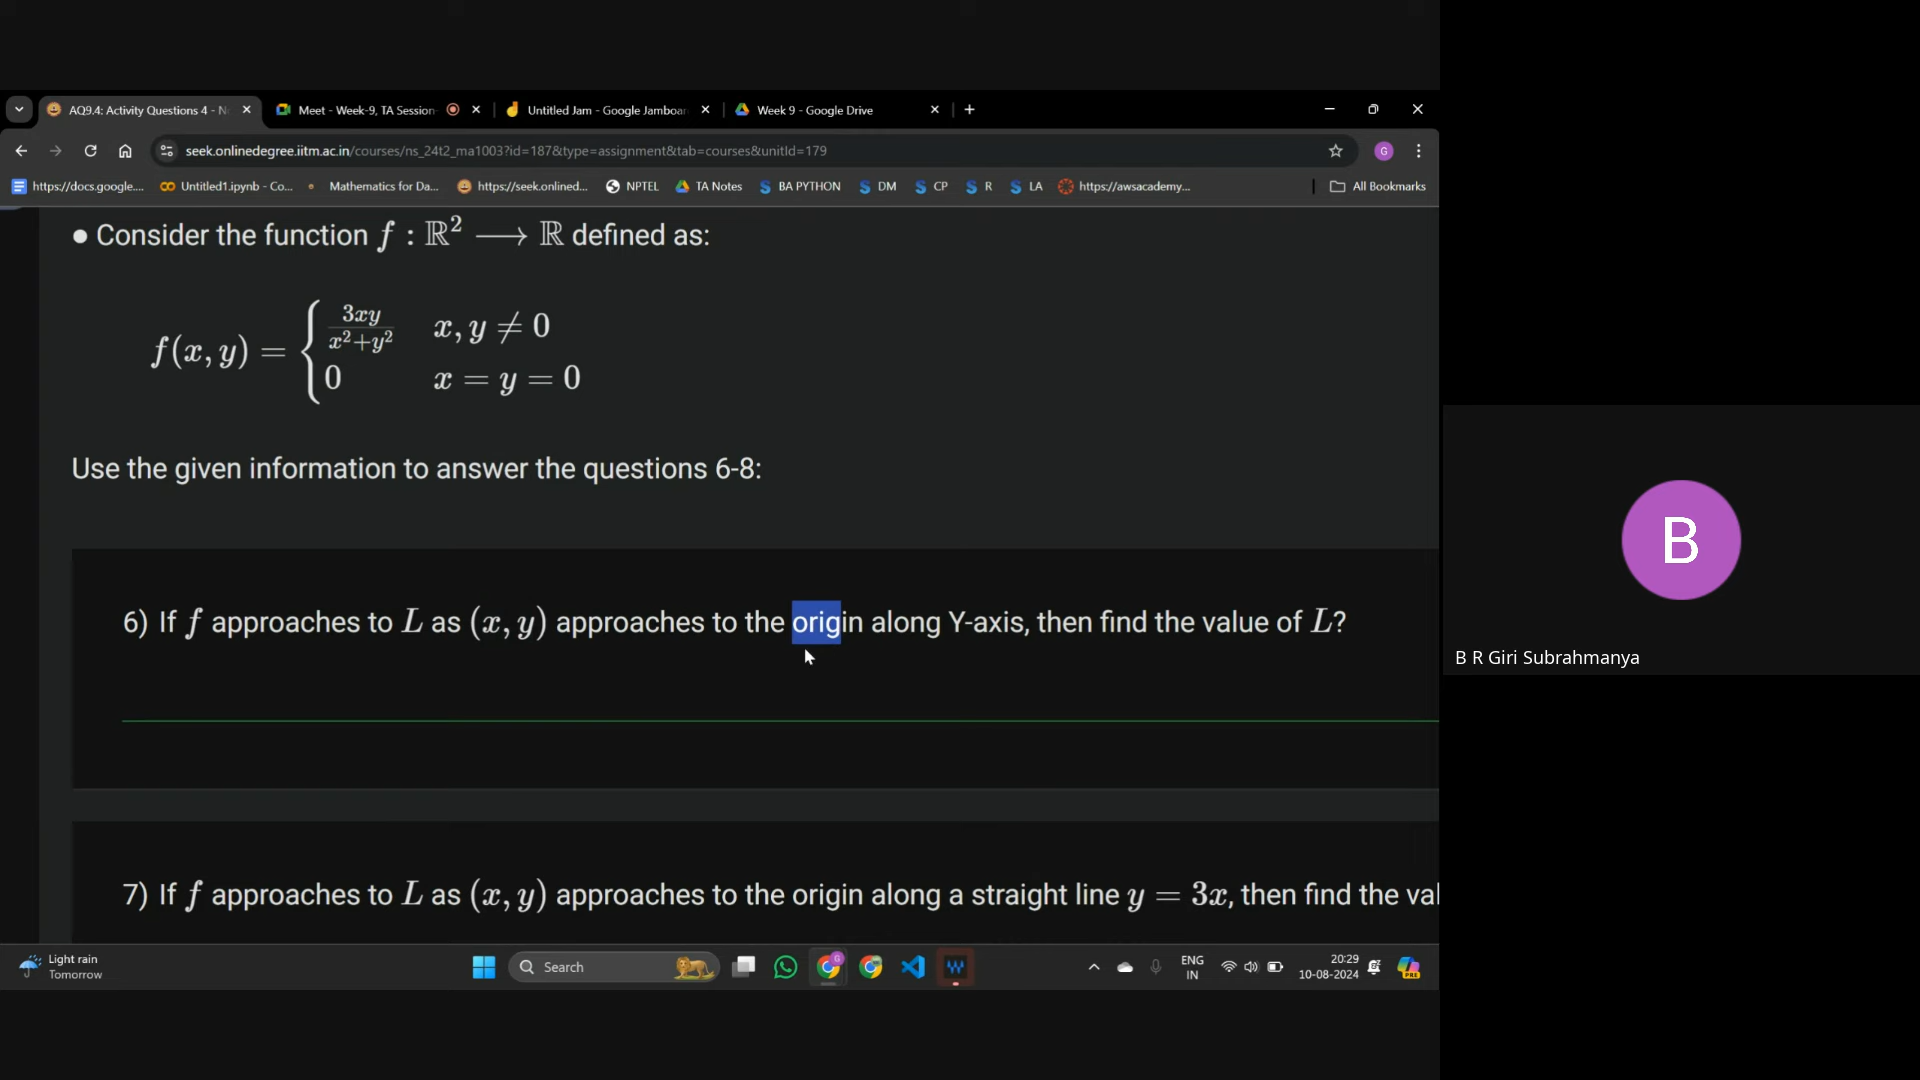 AQ9.4: Activity Questions 4 - N
Meet - Week-9, TA Session
Untitled Jam - Google Jamboar
Week 9 - Google Drive
seek.onlinedegree.iitm.ac.in/courses/ns_24t2_ma1003?id=187&type=assignment&tab=courses&unitId=179
G
https://docs.google....
Untitled1.ipynb - Co...
Mathematics for Da...
https://seek.onlined...
NPTEL
TA Notes
BA PYTHON
DM
CP
R
LA
https://awsacademy...
All Bookmarks
● Consider the function f : ℝ² ⟶ ℝ defined as:
f(x, y) = { 3xy/(x²+y²) x, y ≠ 0
0 x = y = 0
Use the given information to answer the questions 6-8:
6) If f approaches to L as (x, y) approaches to the origin along Y-axis, then find the value of L?
7) If f approaches to L as (x, y) approaches to the origin along a straight line y = 3x, then find the val
B
B R Giri Subrahmanya
Light rain
Tomorrow
Search
ENG
IN
20:29
10-08-2024
PRE